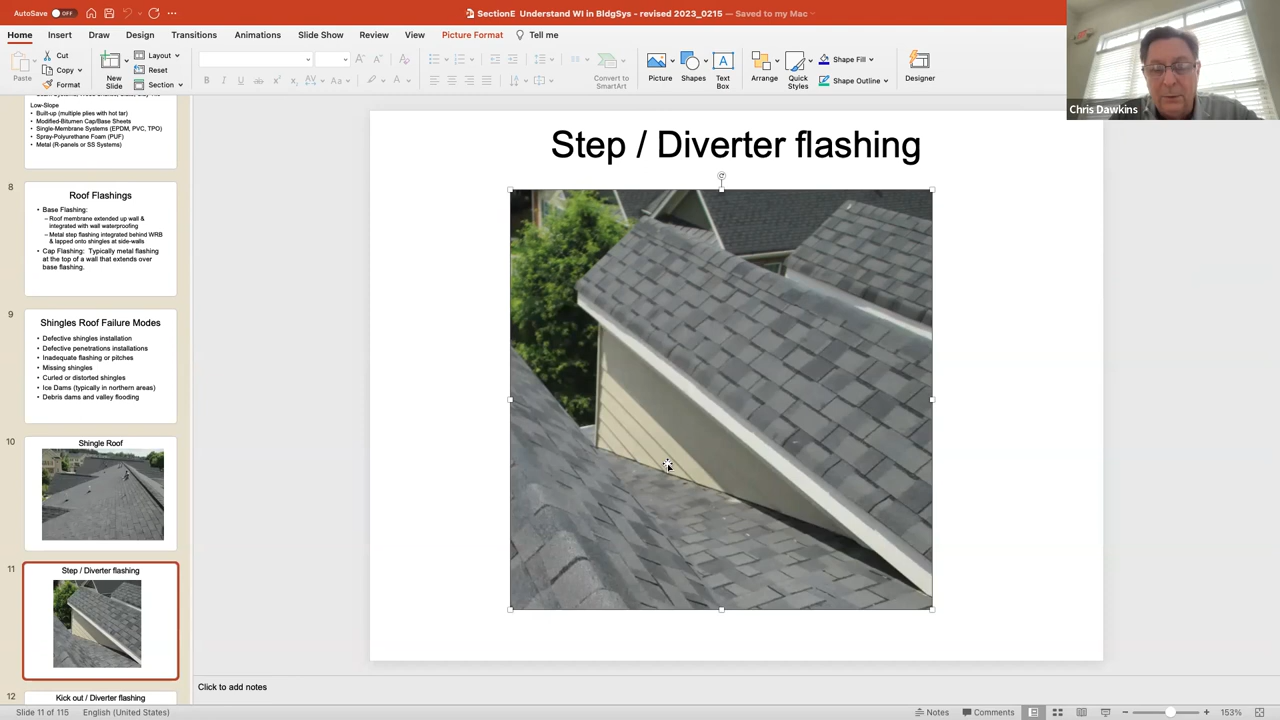 AutoSave OFF
SectionE Understand WI in BldgSys - revised 2023_0215 — Saved to my Mac
Home Insert Draw Design Transitions Animations Slide Show Review View Picture Format Tell me
Paste
Cut
Copy
Format
New Slide
Layout
Reset
Section
Convert to SmartArt
Picture
Shapes
Text Box
Arrange
Quick Styles
Shape Fill
Shape Outline
Designer
Chris Dawkins
Low-Slope
• Built-up (multiple plies with hot tar)
• Modified-Bitumen Cap/Base Sheets
• Single-Membrane Systems (EPDM, PVC, TPO)
• Spray-Polyurethane Foam (PUF)
• Metal (R-panels or SS Systems)
8
Roof Flashings
• Base Flashing:
– Roof membrane extended up wall &
integrated with wall waterproofing
– Metal step flashing integrated behind WRB
& lapped onto shingles at side-walls
• Cap Flashing: Typically metal flashing
at the top of a wall that extends over
base flashing.
9
Shingles Roof Failure Modes
• Defective shingles installation
• Defective penetrations installations
• Inadequate flashing or pitches
• Missing shingles
• Curled or distorted shingles
• Ice Dams (typically in northern areas)
• Debris dams and valley flooding
10
Shingle Roof
11
Step / Diverter flashing
12
Kick out / Diverter flashing
Step / Diverter flashing
Click to add notes
Slide 11 of 115 English (United States) Notes Comments 153%